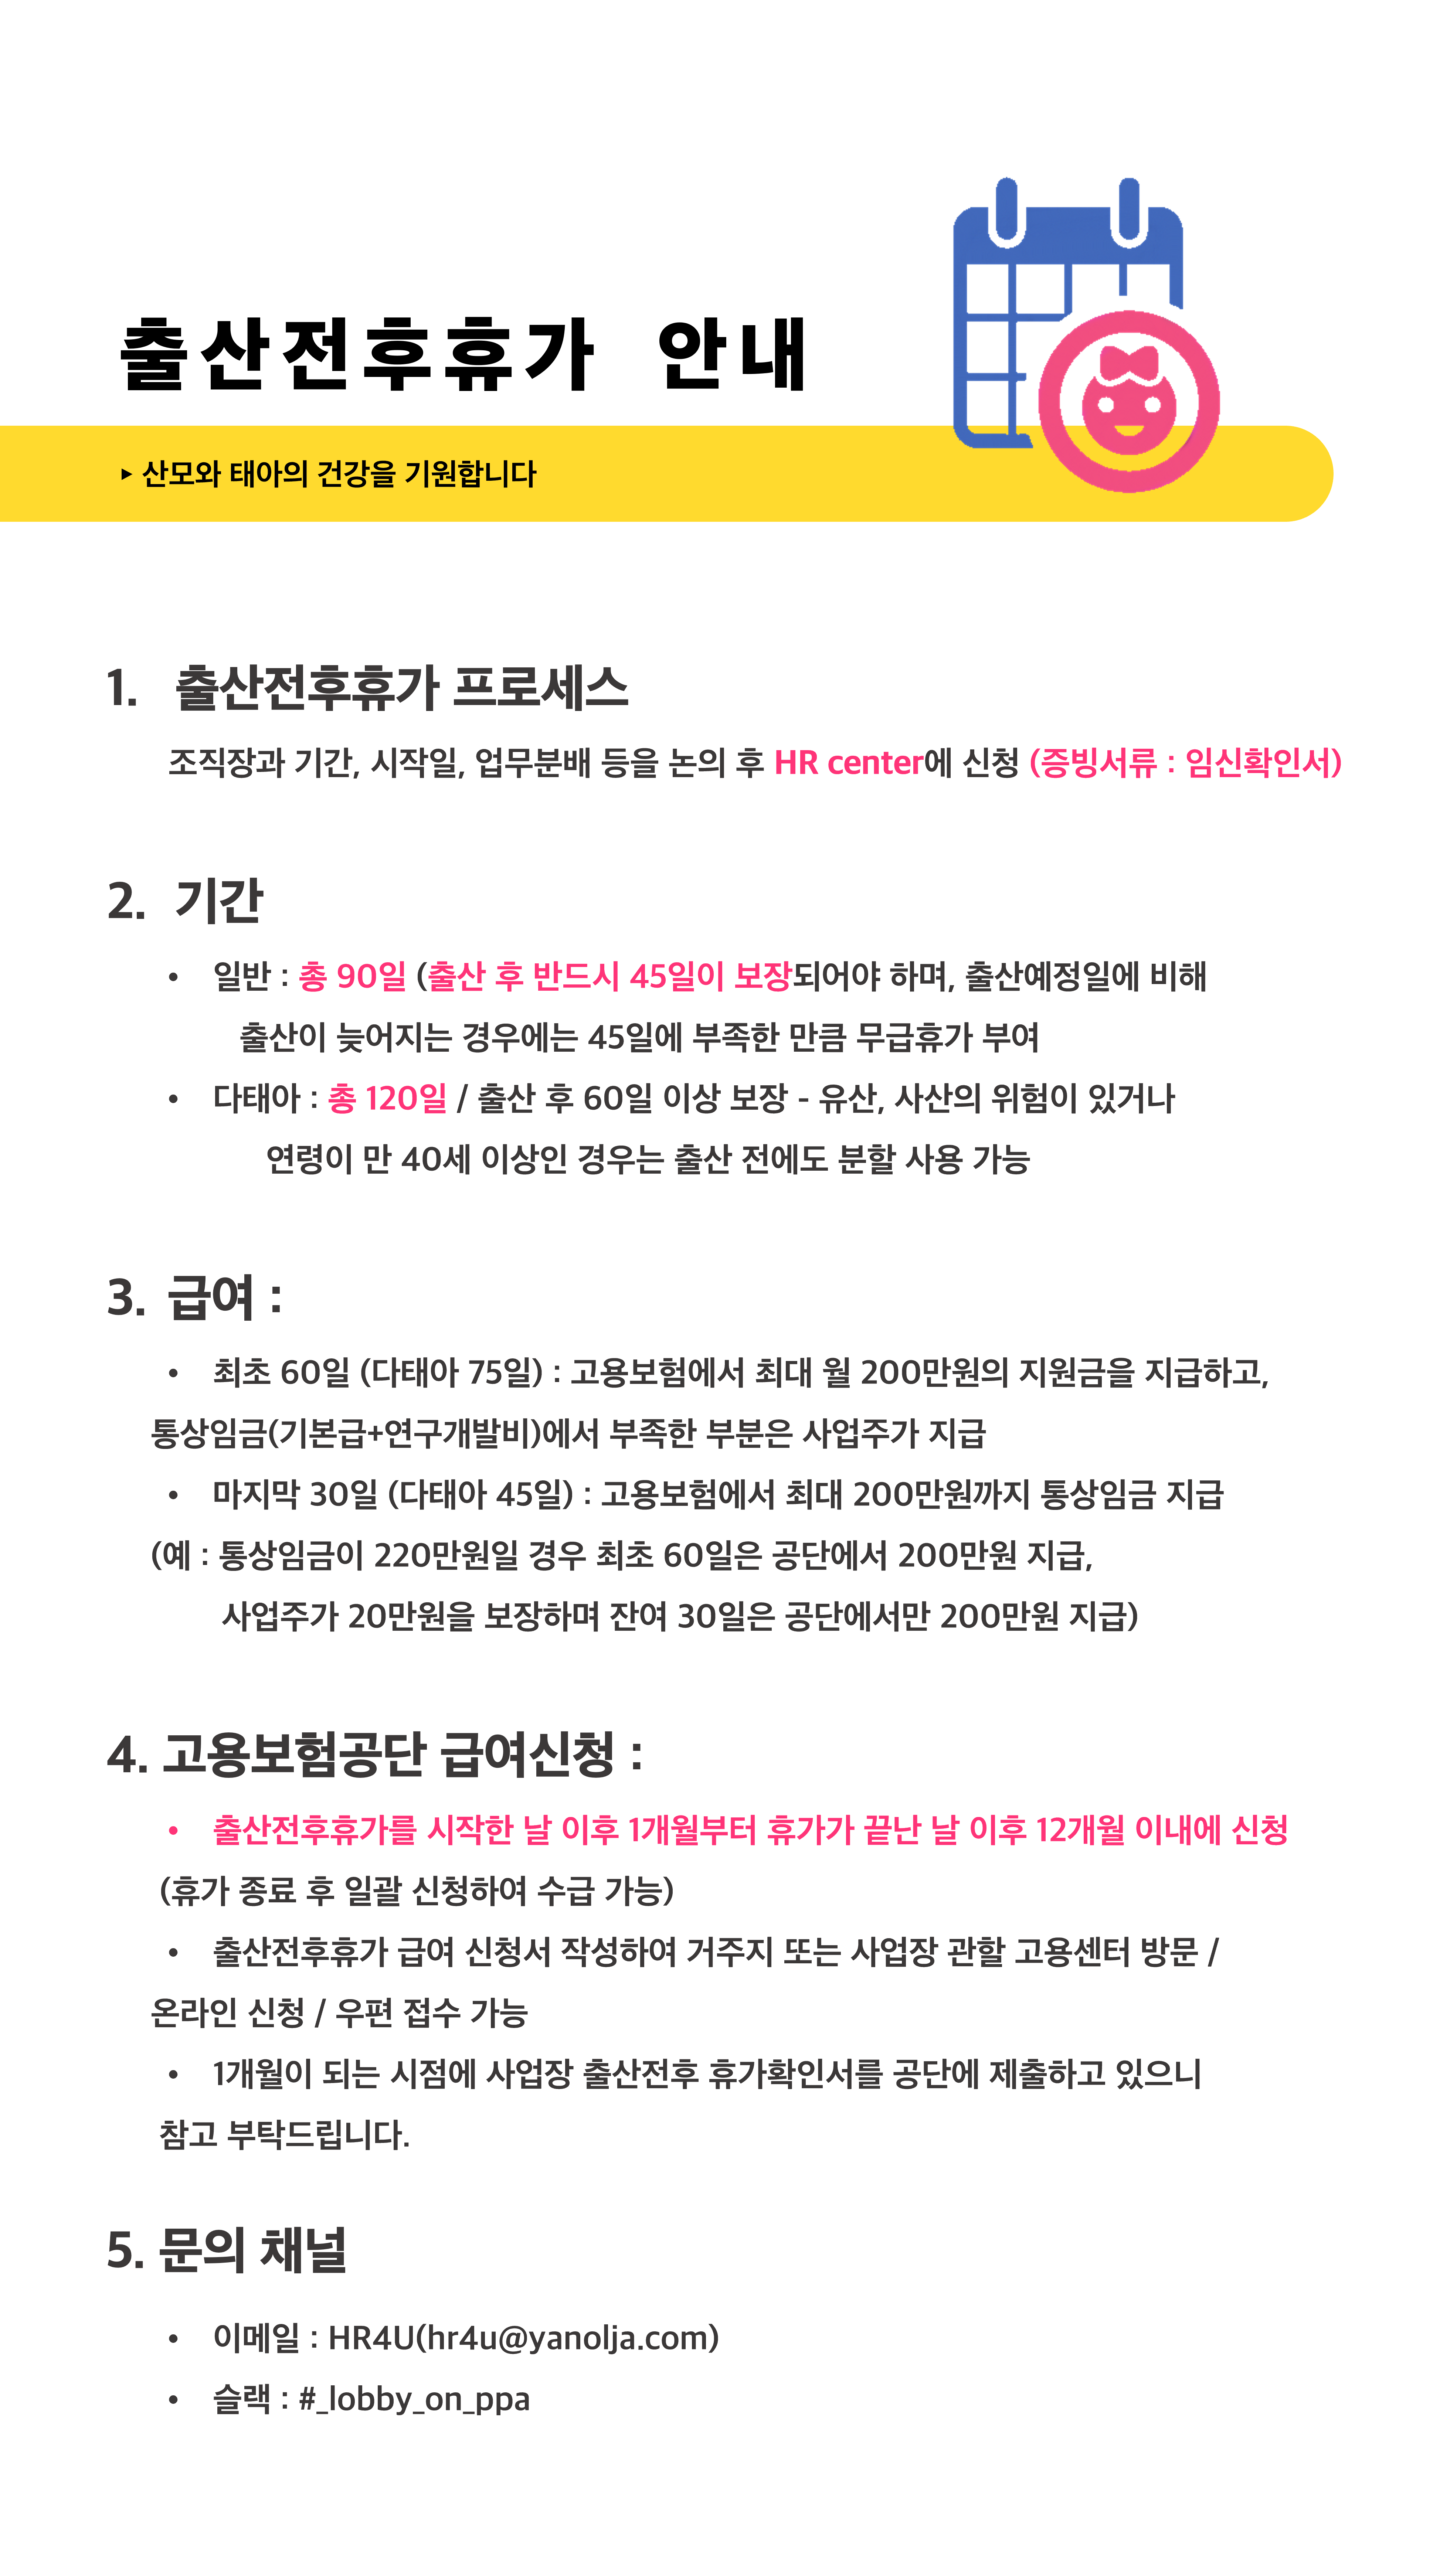 출산전후휴가 안내
▸ 산모와 태아의 건강을 기원합니다
1. 출산전후휴가 프로세스
조직장과 기간, 시작일, 업무분배 등을 논의 후 HR center에 신청 (증빙서류 : 임신확인서)
2. 기간
• 일반 : 총 90일 (출산 후 반드시 45일이 보장되어야 하며, 출산예정일에 비해
출산이 늦어지는 경우에는 45일에 부족한 만큼 무급휴가 부여
• 다태아 : 총 120일 / 출산 후 60일 이상 보장 - 유산, 사산의 위험이 있거나
연령이 만 40세 이상인 경우는 출산 전에도 분할 사용 가능
3. 급여 :
• 최초 60일 (다태아 75일) : 고용보험에서 최대 월 200만원의 지원금을 지급하고,
통상임금(기본급+연구개발비)에서 부족한 부분은 사업주가 지급
• 마지막 30일 (다태아 45일) : 고용보험에서 최대 200만원까지 통상임금 지급
(예 : 통상임금이 220만원일 경우 최초 60일은 공단에서 200만원 지급,
사업주가 20만원을 보장하며 잔여 30일은 공단에서만 200만원 지급)
4. 고용보험공단 급여신청 :
• 출산전후휴가를 시작한 날 이후 1개월부터 휴가가 끝난 날 이후 12개월 이내에 신청
(휴가 종료 후 일괄 신청하여 수급 가능)
• 출산전후휴가 급여 신청서 작성하여 거주지 또는 사업장 관할 고용센터 방문 /
온라인 신청 / 우편 접수 가능
• 1개월이 되는 시점에 사업장 출산전후 휴가확인서를 공단에 제출하고 있으니
참고 부탁드립니다.
5. 문의 채널
• 이메일 : HR4U(hr4u@yanolja.com)
• 슬랙 : #_lobby_on_ppa